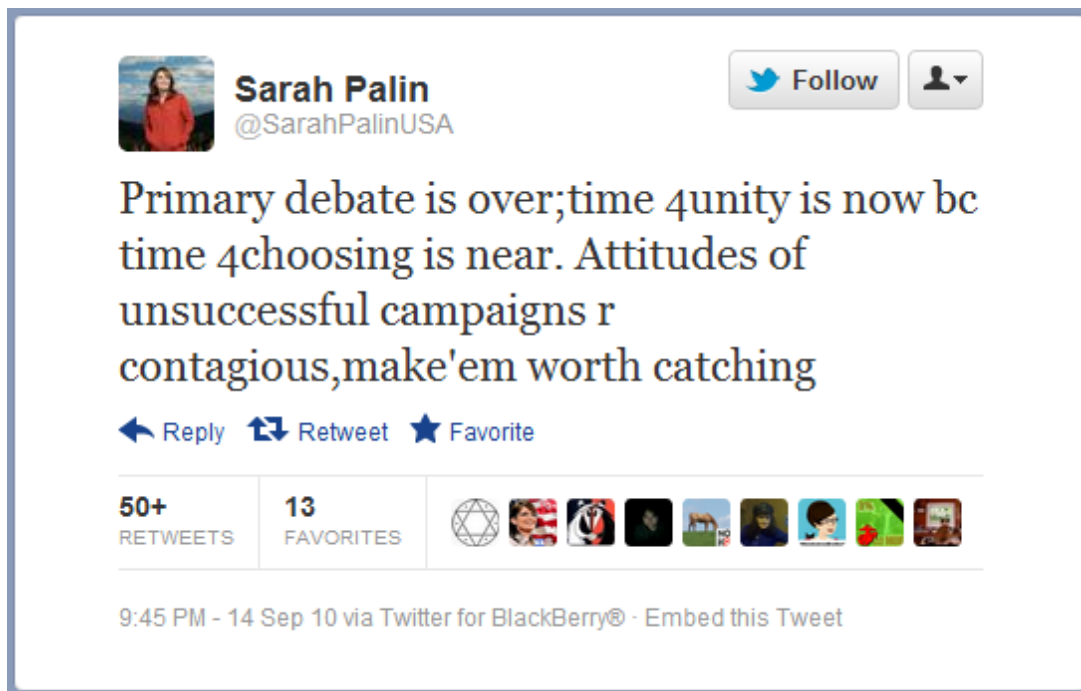 Sarah Palin
@SarahPalinUSA
Follow
Primary debate is over;time 4unity is now bc
time 4choosing is near. Attitudes of
unsuccessful campaigns r
contagious,make'em worth catching
Reply Retweet Favorite
50+
RETWEETS
13
FAVORITES
9:45 PM - 14 Sep 10 via Twitter for BlackBerry® · Embed this Tweet